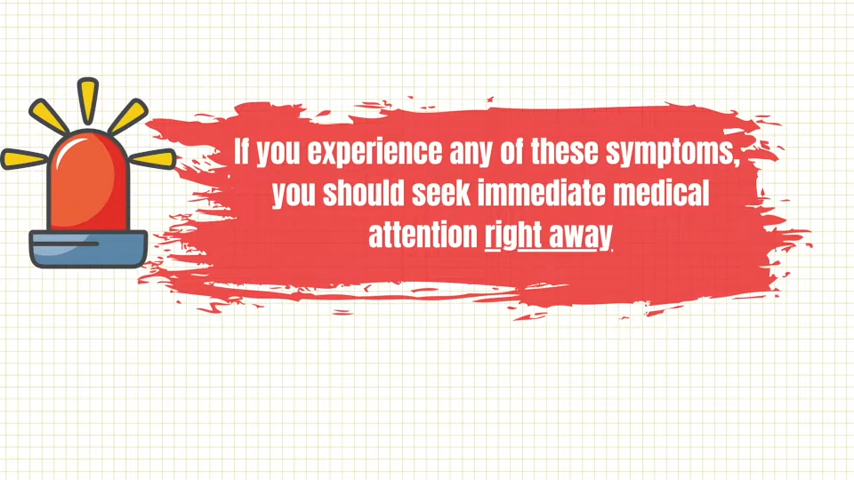 If you experience any of these symptoms,
you should seek immediate medical
attention right away.